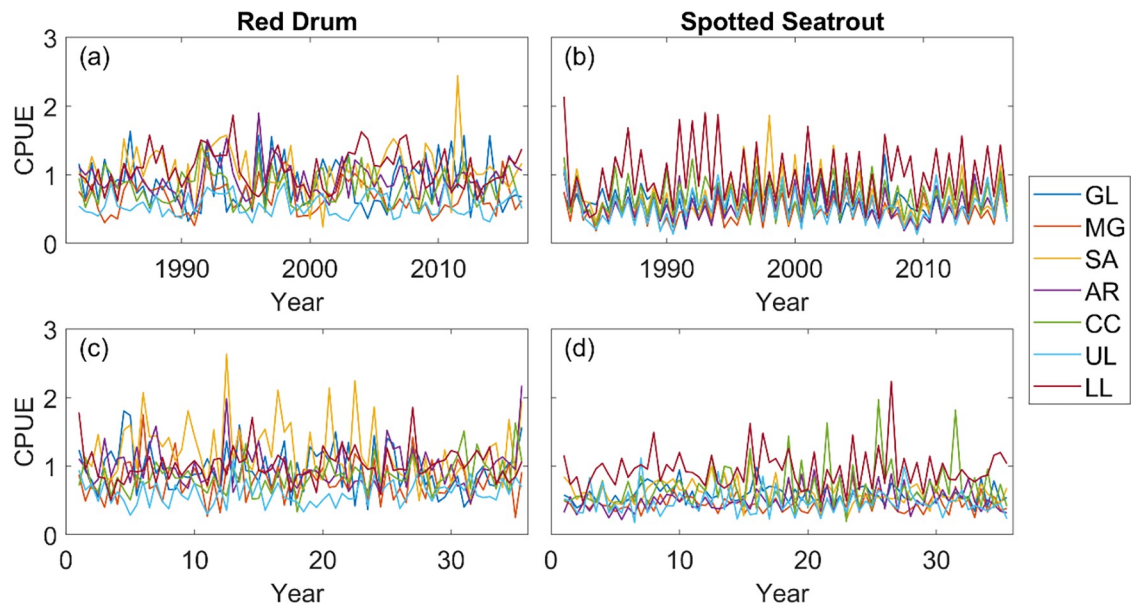 Red Drum
Spotted Seatrout
(a)
3
2
1
0
CPUE
1990
2000
2010
Year
(b)
1990
2000
2010
Year
(c)
3
2
1
0
CPUE
0
10
20
30
Year
(d)
0
10
20
30
Year
GL
MG
SA
AR
CC
UL
LL